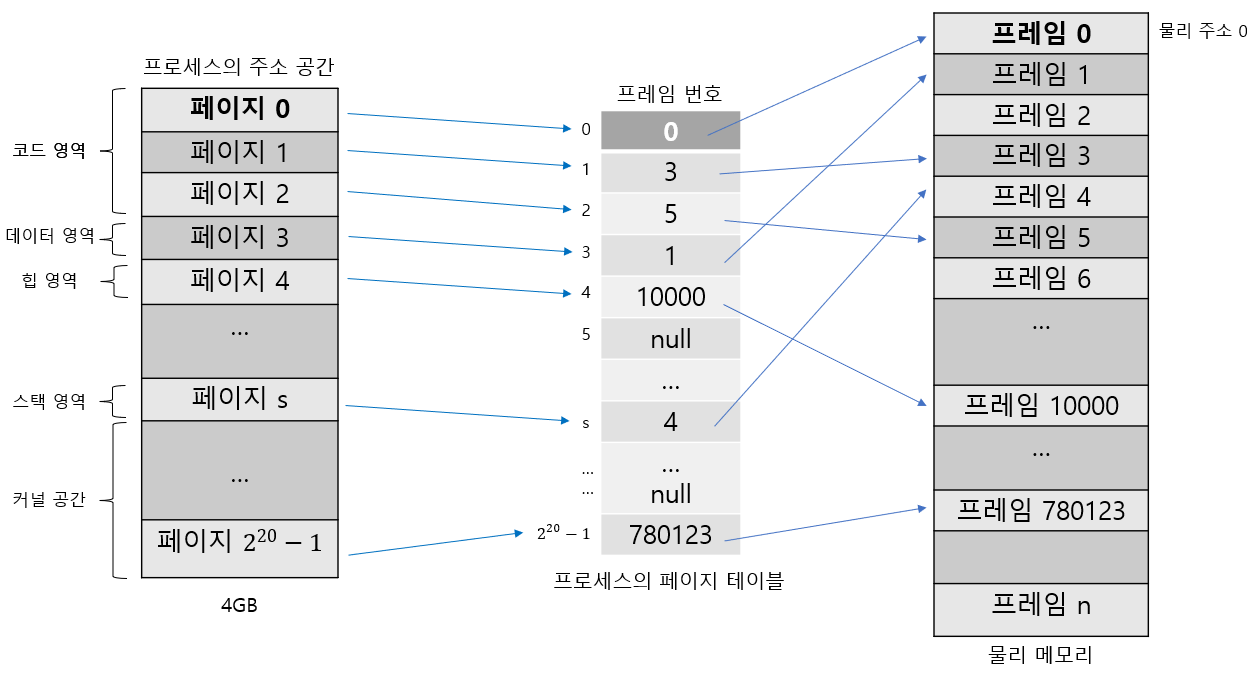 프로세스의 주소 공간
코드 영역
데이터 영역
힙 영역
스택 영역
커널 공간
페이지 0
페이지 1
페이지 2
페이지 3
페이지 4
...
페이지 s
...
페이지 2²⁰ − 1
4GB
프레임 번호
0 0
1 3
2 5
3 1
4 10000
5 null
...
s 4
... ...
... null
2²⁰ − 1 780123
프로세스의 페이지 테이블
프레임 0 물리 주소 0
프레임 1
프레임 2
프레임 3
프레임 4
프레임 5
프레임 6
...
프레임 10000
...
프레임 780123
프레임 n
물리 메모리